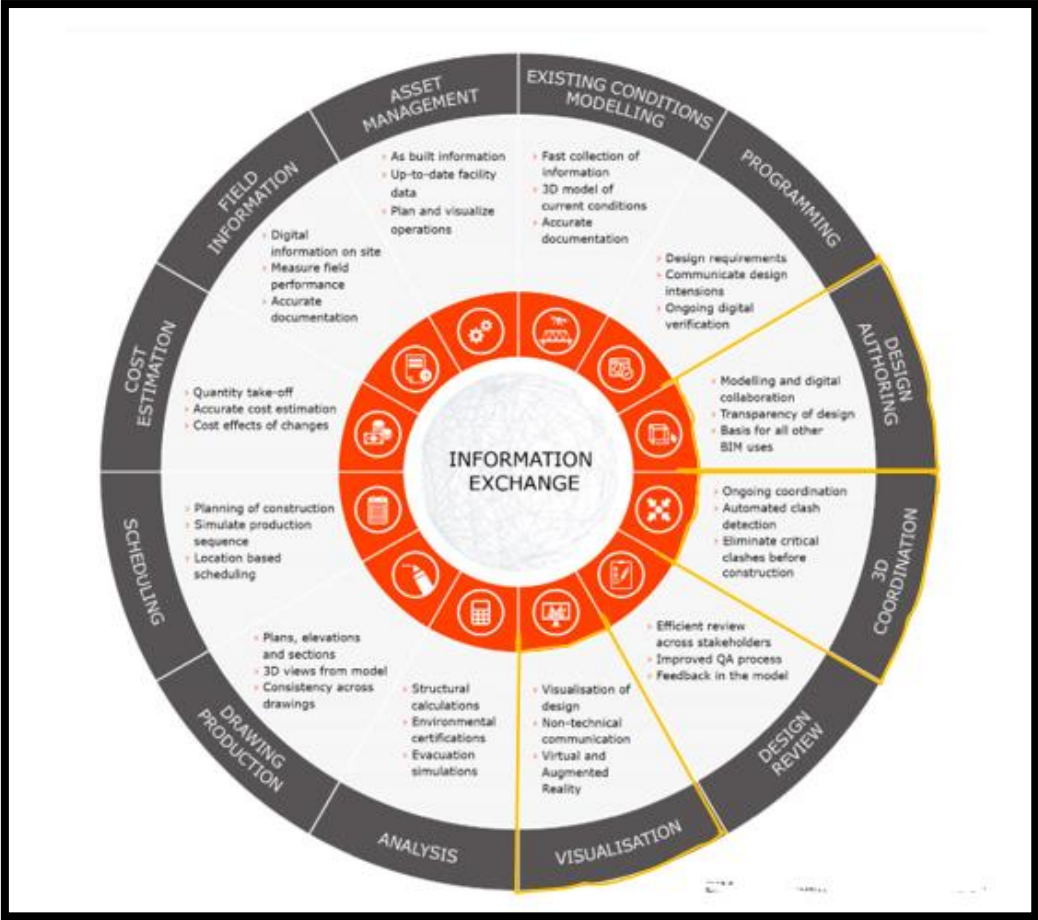 EXISTING CONDITIONS
MODELLING
Fast collection of
information
3D model of
current conditions
Accurate
documentation
PROGRAMMING
Design requirements
Communicate design
intensions
Ongoing digital
verification
DESIGN
AUTHORING
Modelling and digital
collaboration
Transparency of design
Basis for all other
BIM uses
3D
COORDINATION
Ongoing coordination
Automated clash
detection
Eliminate critical
clashes before
construction
DESIGN
REVIEW
Efficient review
across stakeholders
Improved QA process
Feedback in the model
VISUALISATION
Visualisation of
design
Non-technical
communication
Virtual and
Augmented
Reality
ANALYSIS
Structural
calculations
Environmental
certifications
Evacuation
simulations
DRAWING
PRODUCTION
Plans, elevations
and sections
3D views from model
Consistency across
drawings
SCHEDULING
Planning of construction
Simulate production
sequence
Location based
scheduling
COST
ESTIMATION
Quantity take-off
Accurate cost estimation
Cost effects of changes
FIELD
INFORMATION
Digital
information on site
Measure field
performance
Accurate
documentation
ASSET
MANAGEMENT
As built information
Up-to-date facility
data
Plan and visualize
operations
INFORMATION
EXCHANGE